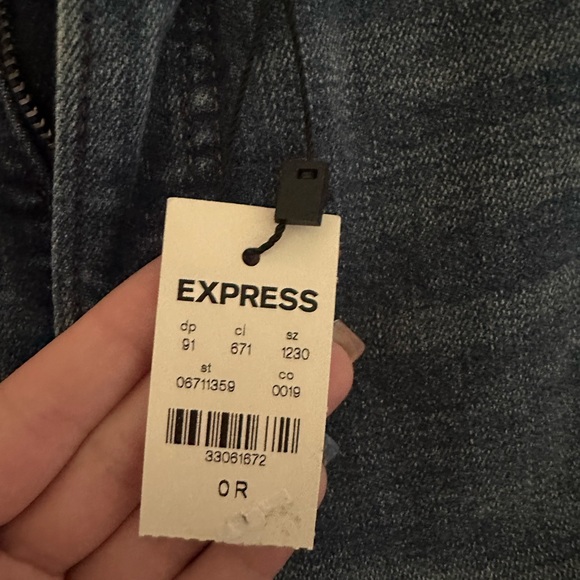 EXPRESS
dp cl sz
91 671 1230
st co
06711359 0019
33061672
0 R